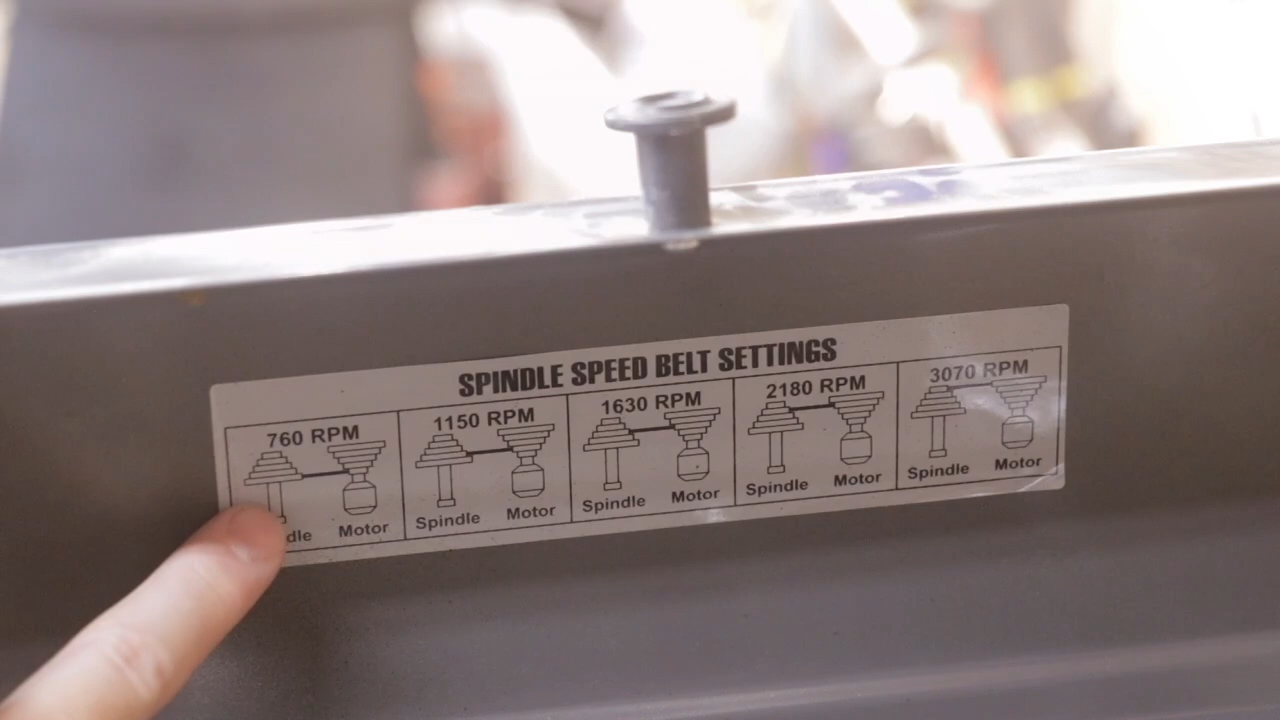 SPINDLE SPEED BELT SETTINGS
760 RPM
dle Motor
1150 RPM
Spindle Motor
1630 RPM
Spindle Motor
2180 RPM
Spindle Motor
3070 RPM
Spindle Motor